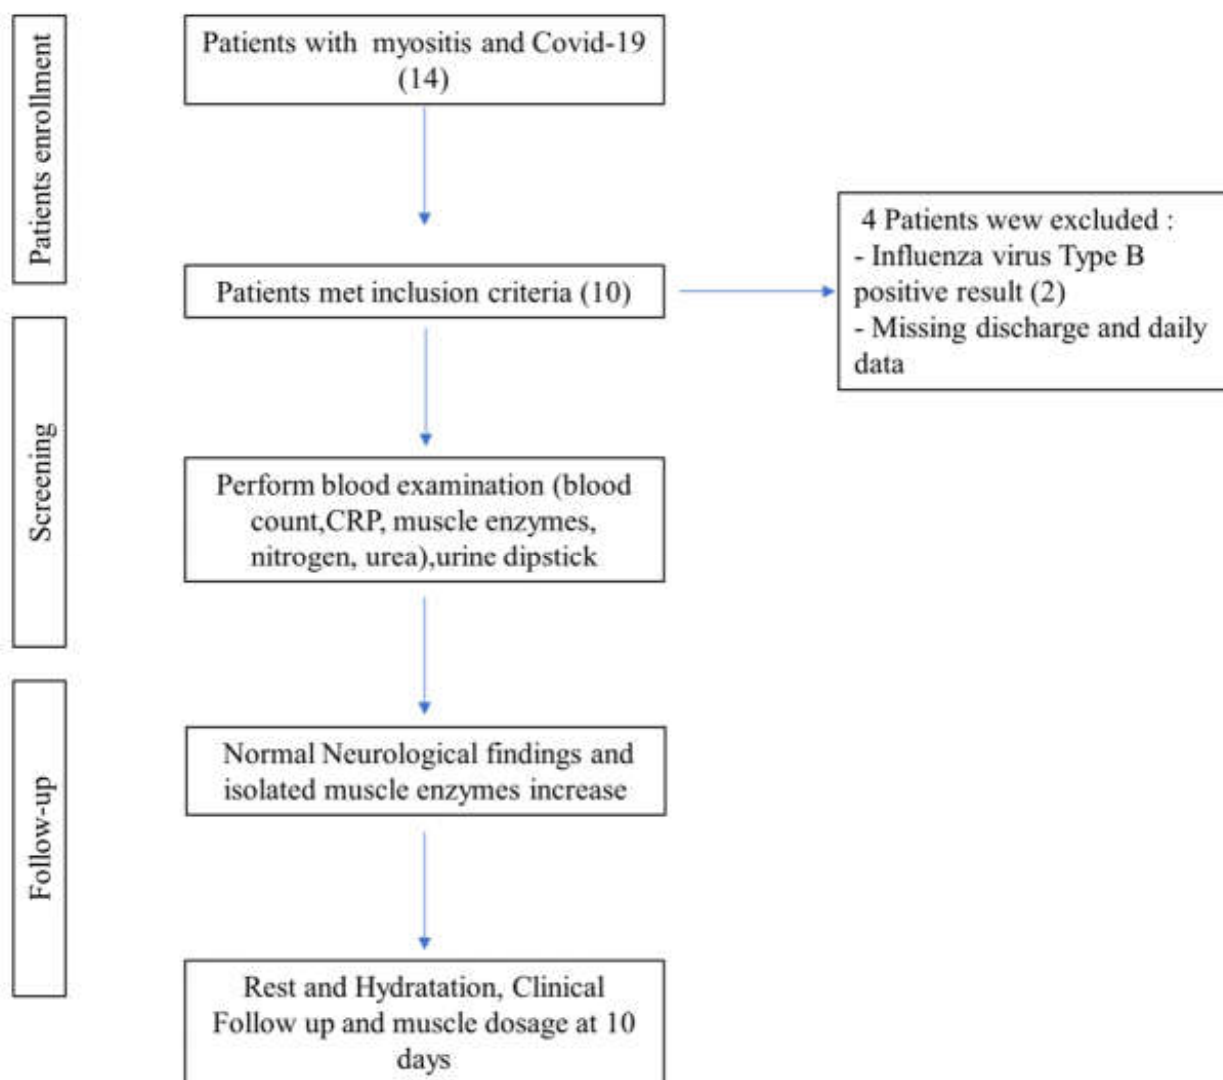 Patients enrollment
Patients with myositis and Covid-19
(14)
4 Patients wew excluded :
- Influenza virus Type B
positive result (2)
- Missing discharge and daily
data
Patients met inclusion criteria (10)
Screening
Perform blood examination (blood
count,CRP, muscle enzymes,
nitrogen, urea),urine dipstick
Follow-up
Normal Neurological findings and
isolated muscle enzymes increase
Rest and Hydratation, Clinical
Follow up and muscle dosage at 10
days